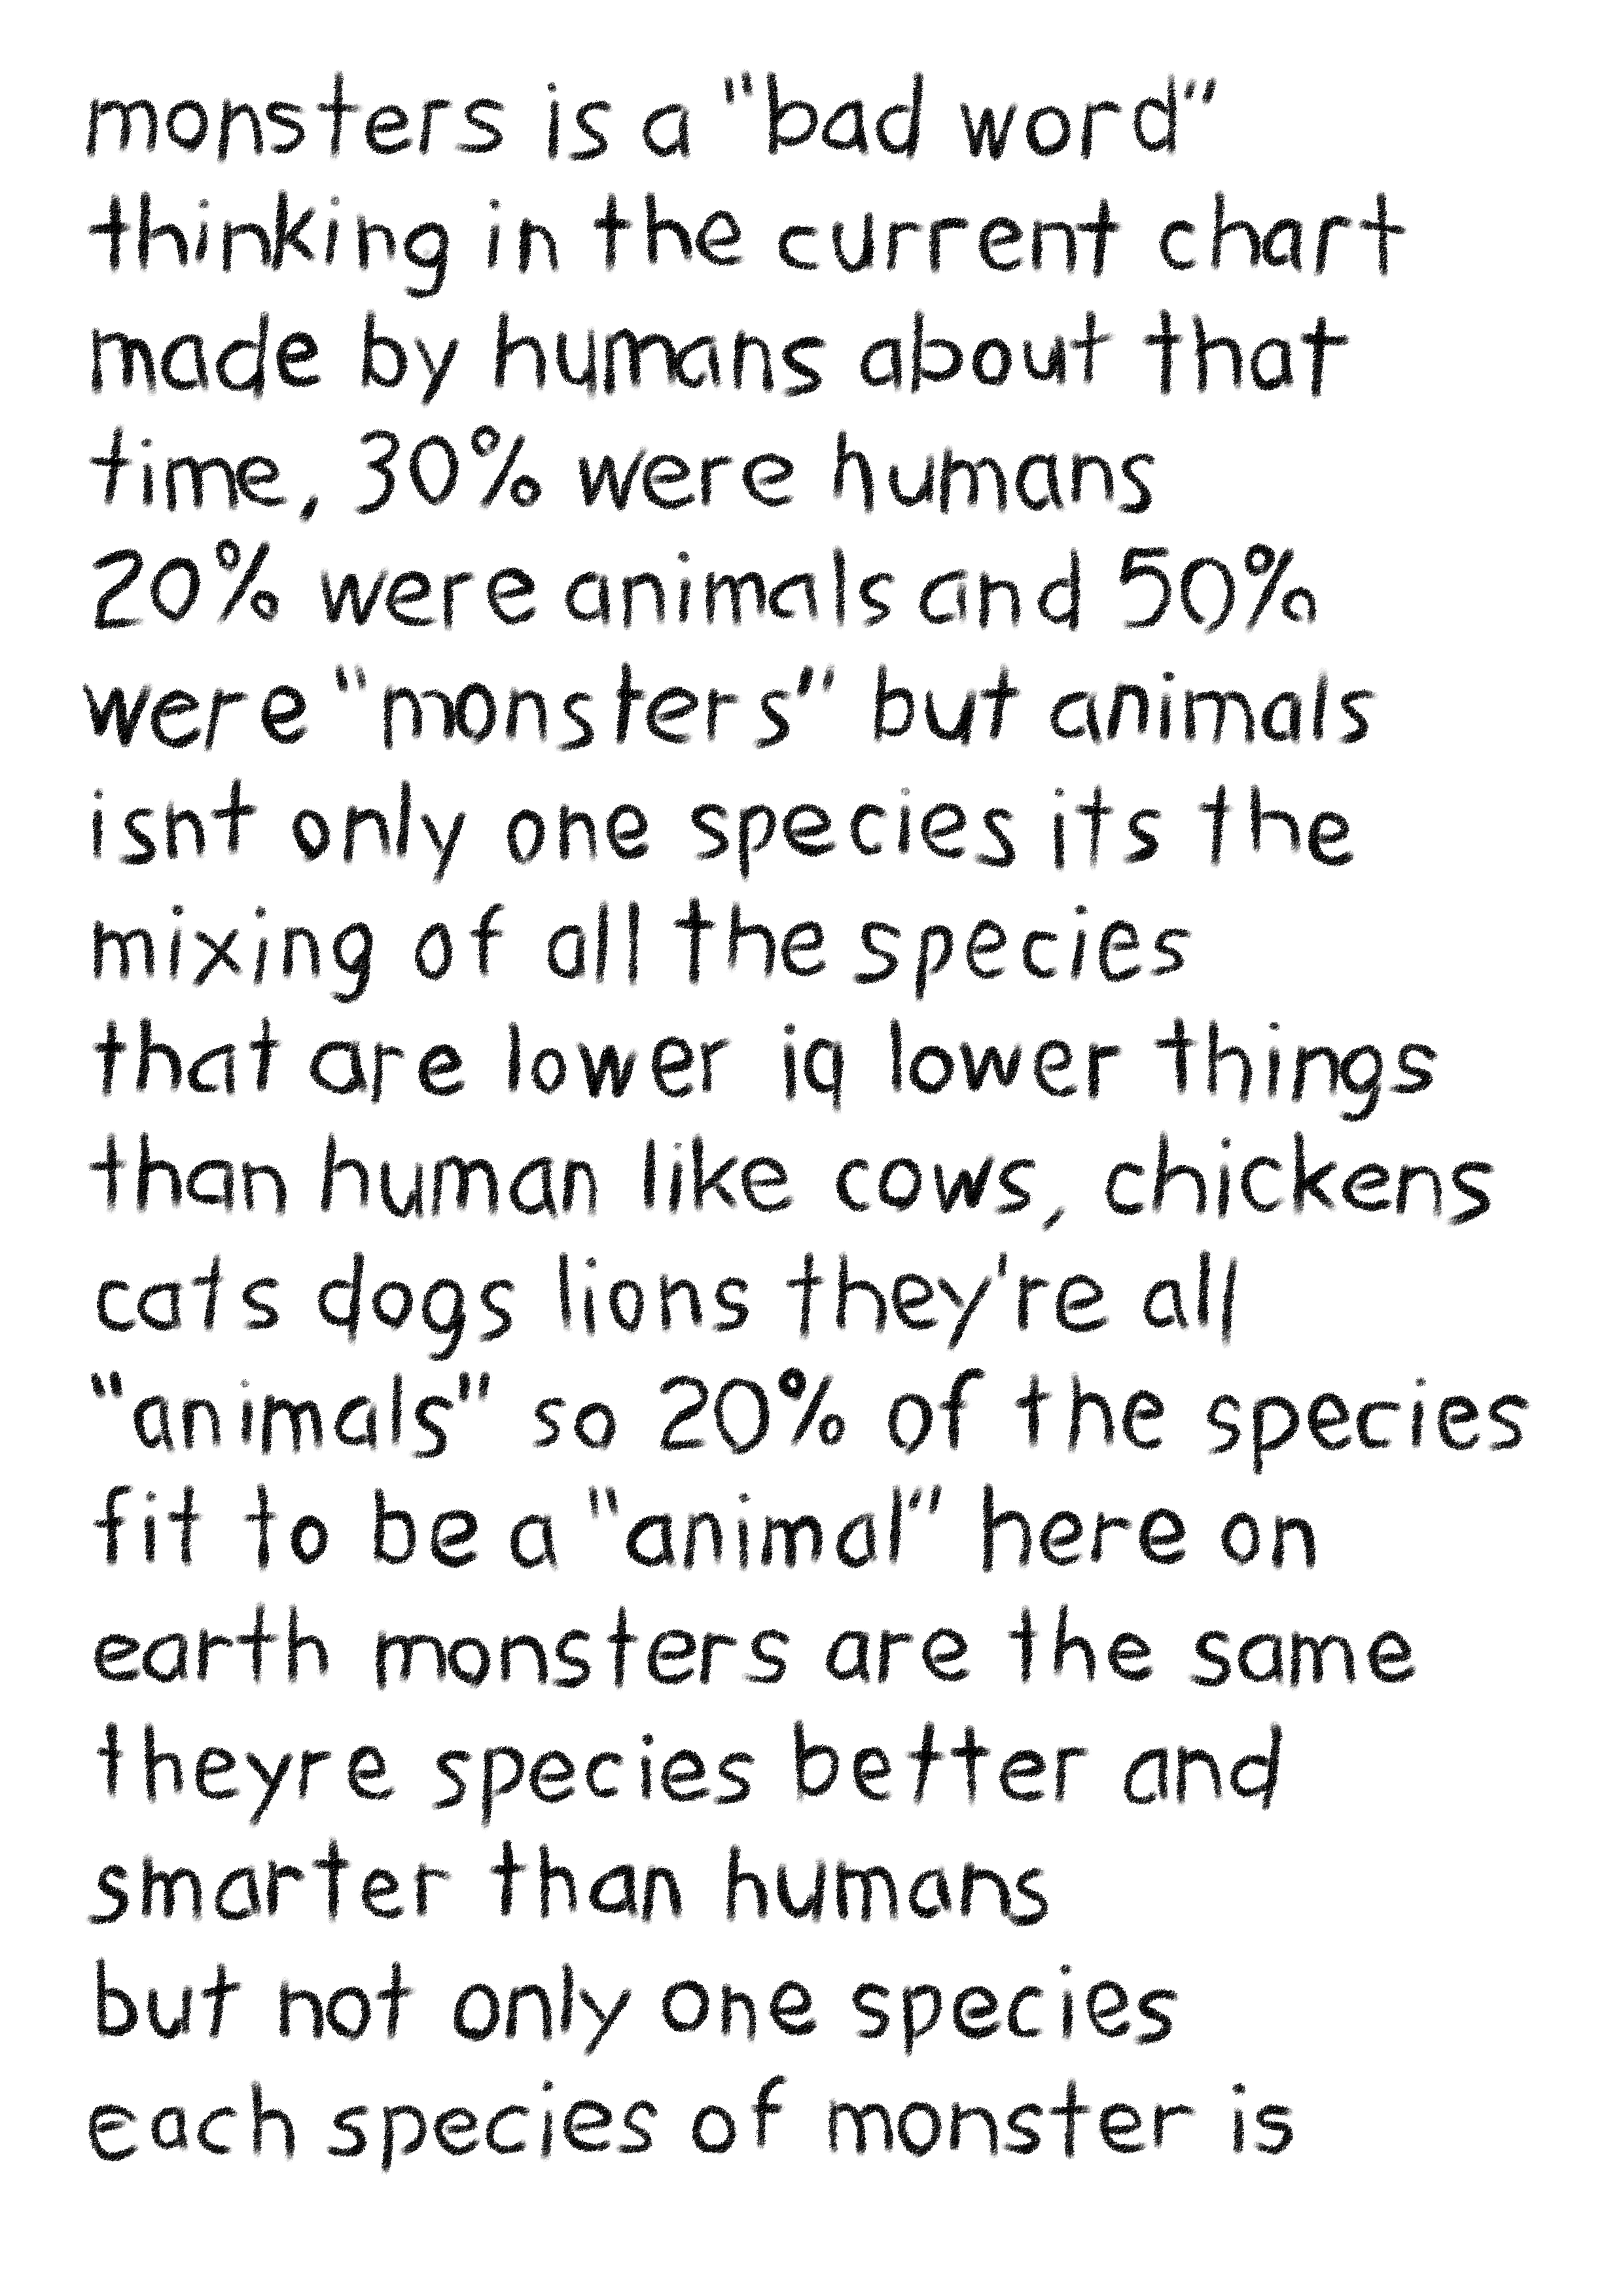 monsters is a "bad word"
thinking in the current chart
made by humans about that
time, 30% were humans
20% were animals and 50%
were "monsters" but animals
isnt only one species its the
mixing of all the species
that are lower iq lower things
than human like cows, chickens
cats dogs lions they're all
"animals" so 20% of the species
fit to be a "animal" here on
earth monsters are the same
theyre species better and
smarter than humans
but not only one species
each species of monster is